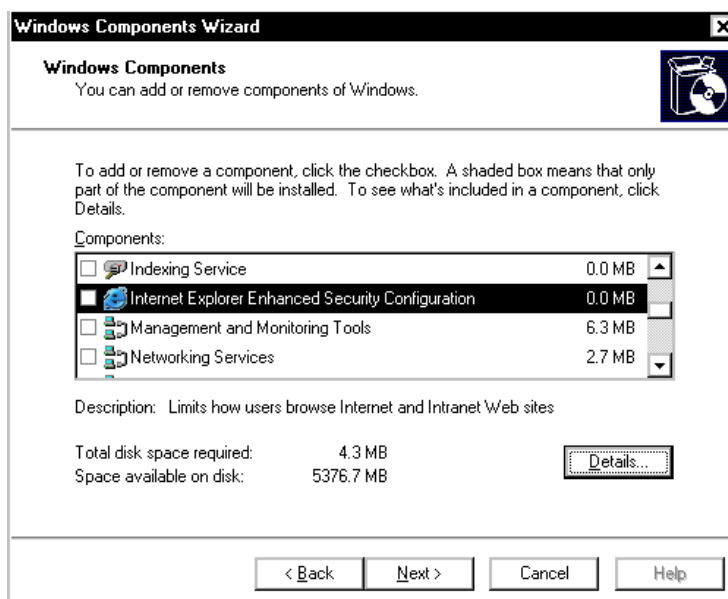 Windows Components Wizard
Windows Components
You can add or remove components of Windows.
To add or remove a component, click the checkbox. A shaded box means that only
part of the component will be installed. To see what's included in a component, click
Details.
Components:
Indexing Service 0.0 MB
Internet Explorer Enhanced Security Configuration 0.0 MB
Management and Monitoring Tools 6.3 MB
Networking Services 2.7 MB
Description: Limits how users browse Internet and Intranet Web sites
Total disk space required: 4.3 MB
Space available on disk: 5376.7 MB
Details...
< Back Next > Cancel Help